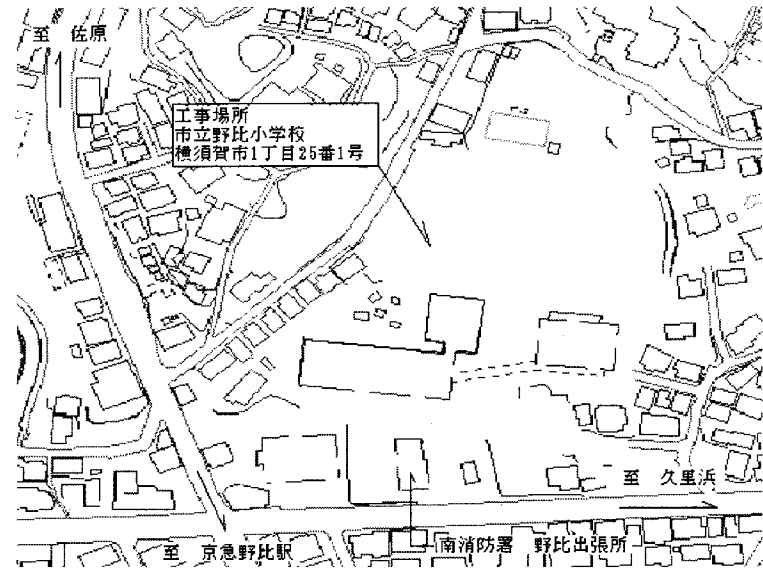 至 佐原
工事場所
市立野比小学校
横須賀市1丁目25番1号
至 久里浜
至 京急野比駅
南消防署 野比出張所